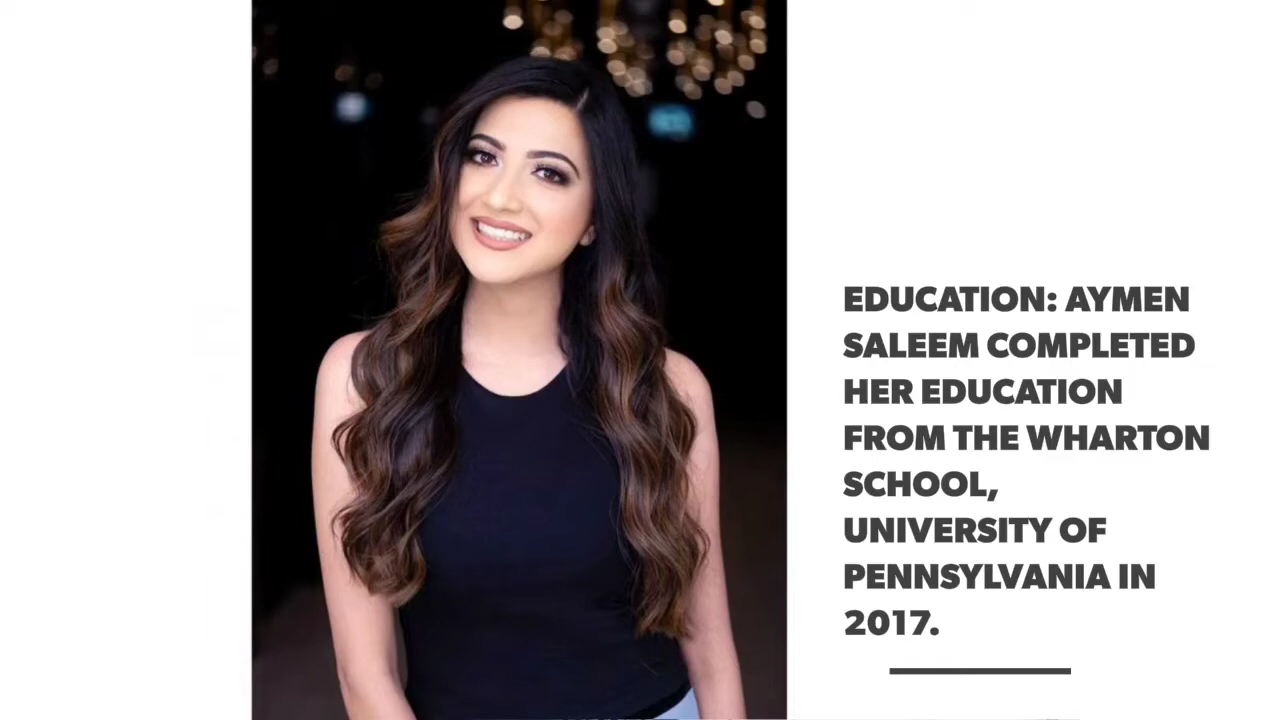 EDUCATION: AYMEN
SALEEM COMPLETED
HER EDUCATION
FROM THE WHARTON
SCHOOL,
UNIVERSITY OF
PENNSYLVANIA IN
2017.